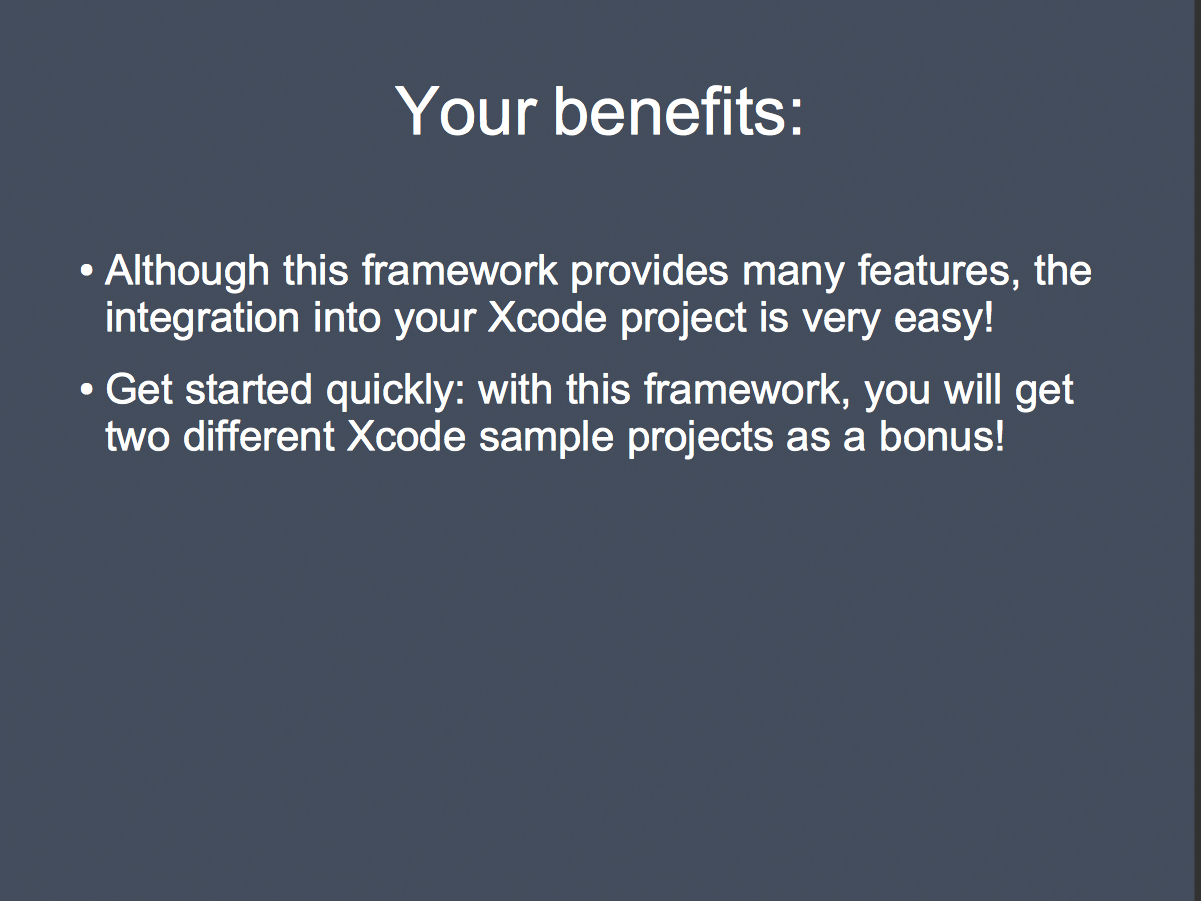 Your benefits:
• Although this framework provides many features, the
integration into your Xcode project is very easy!
• Get started quickly: with this framework, you will get
two different Xcode sample projects as a bonus!